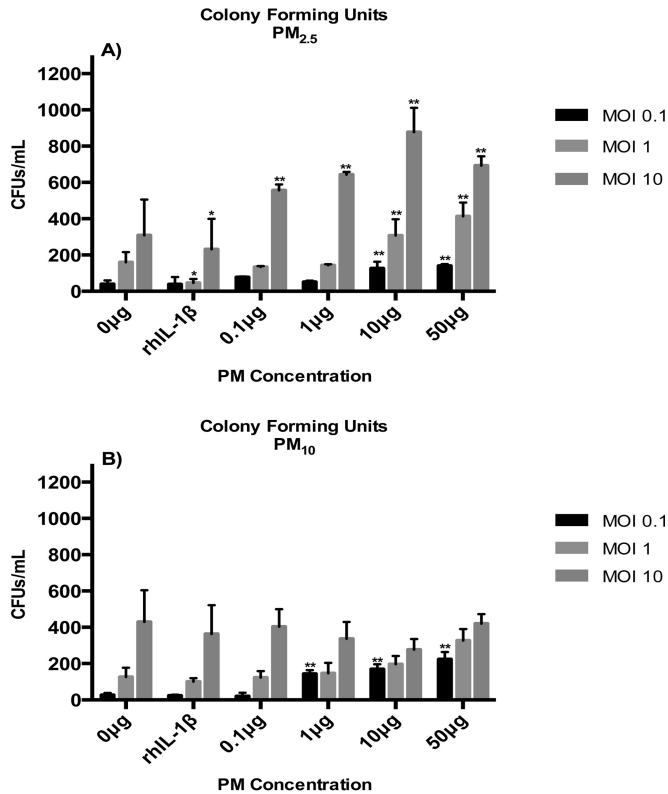 Colony Forming Units
PM2.5
A)
1200
1000
800
600
400
200
0
CFUs/mL
** ** ** ** ** ** ** * *
0µg rhIL-1β 0.1µg 1µg 10µg 50µg
PM Concentration
MOI 0.1
MOI 1
MOI 10
Colony Forming Units
PM10
B)
1200
1000
800
600
400
200
0
CFUs/mL
** ** **
0µg rhIL-1β 0.1µg 1µg 10µg 50µg
PM Concentration
MOI 0.1
MOI 1
MOI 10